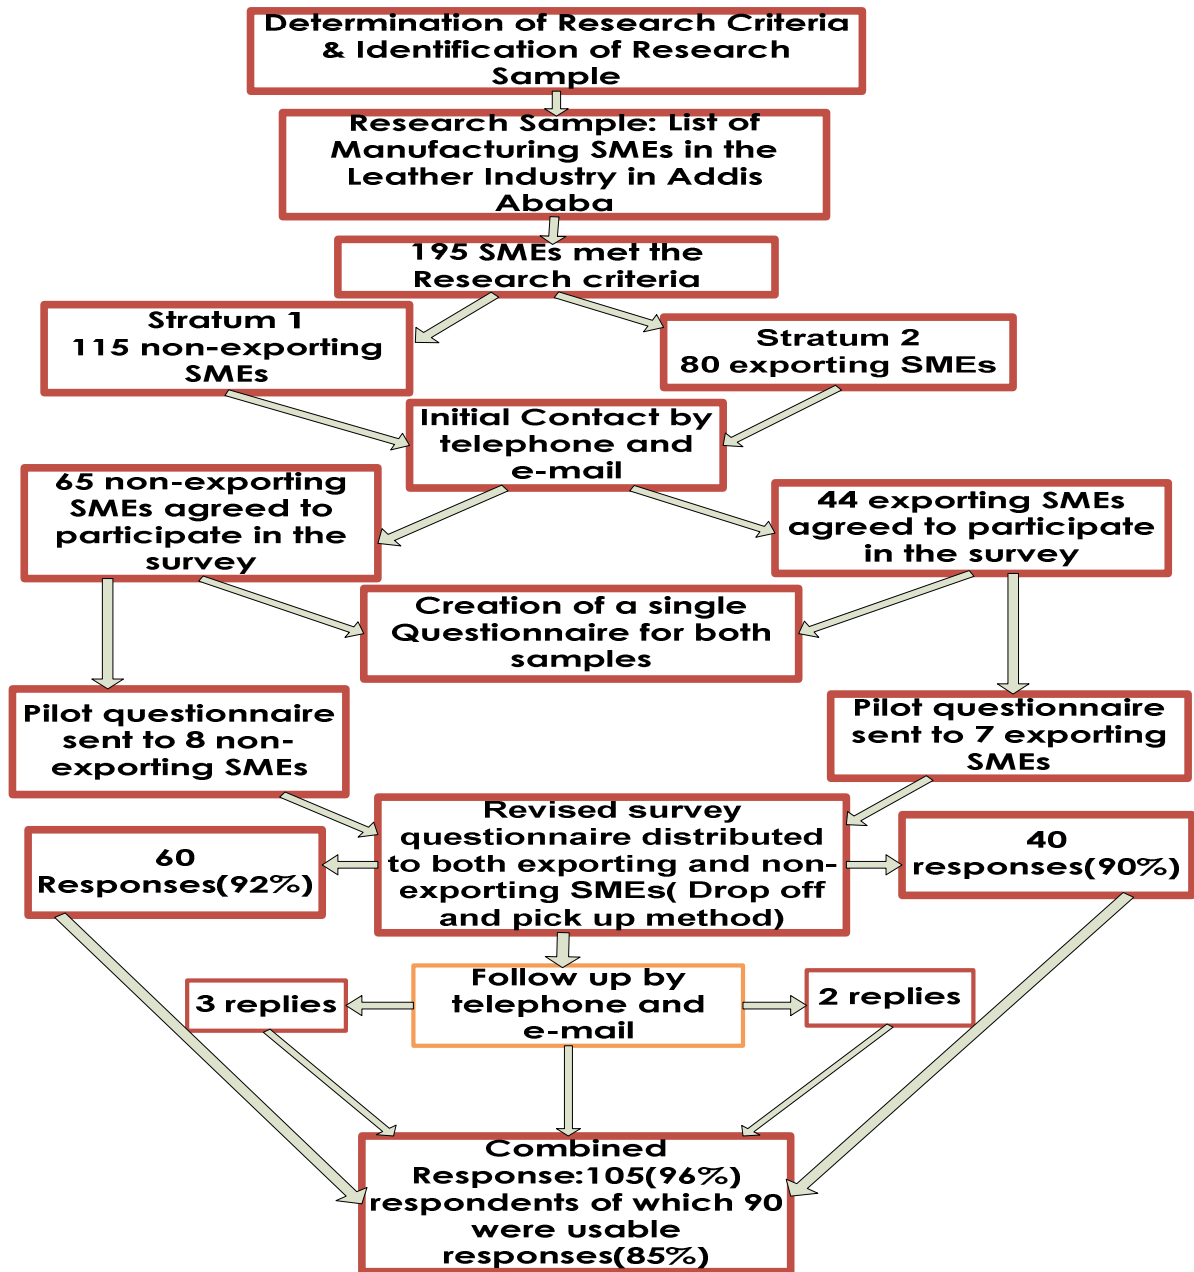 Determination of Research Criteria
& Identification of Research
Sample
Research Sample: List of
Manufacturing SMEs in the
Leather Industry in Addis
Ababa
195 SMEs met the
Research criteria
Stratum 1
115 non-exporting
SMEs
Stratum 2
80 exporting SMEs
Initial Contact by
telephone and
e-mail
65 non-exporting
SMEs agreed to
participate in the
survey
44 exporting SMEs
agreed to participate
in the survey
Creation of a single
Questionnaire for both
samples
Pilot questionnaire
sent to 8 non-
exporting SMEs
Pilot questionnaire
sent to 7 exporting
SMEs
Revised survey
questionnaire distributed
to both exporting and non-
exporting SMEs( Drop off
and pick up method)
60
Responses(92%)
40
responses(90%)
Follow up by
telephone and
e-mail
3 replies
2 replies
Combined
Response:105(96%)
respondents of which 90
were usable
responses(85%)